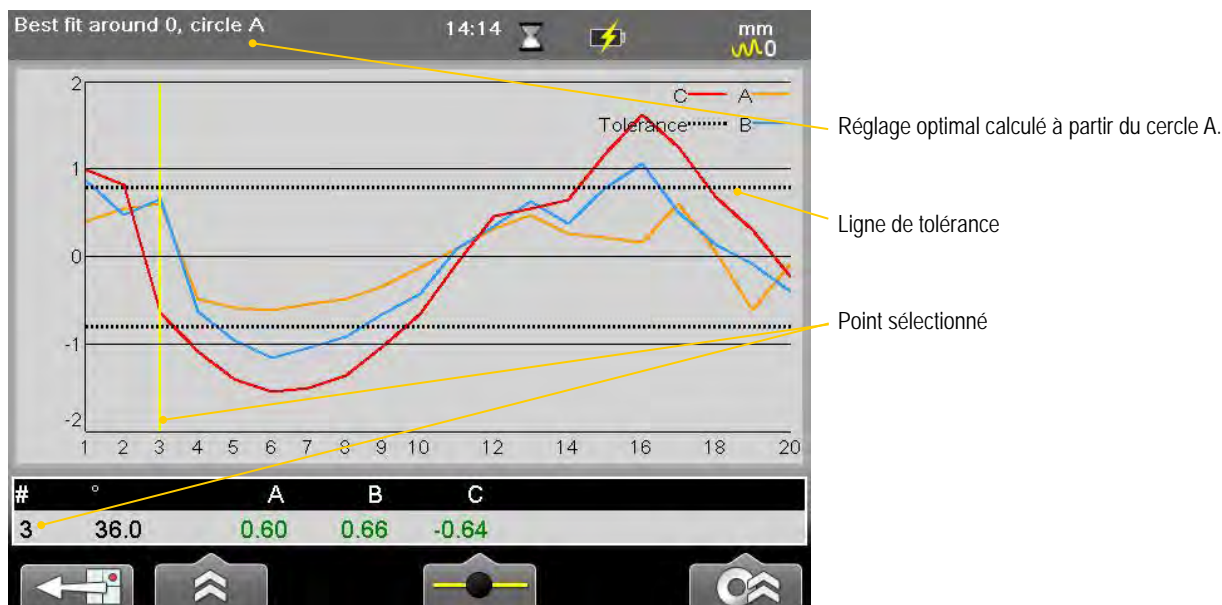 Best fit around 0, circle A
14:14
mm
0
C A
Tolerance B
2
1
0
-1
-2
1 2 3 4 5 6 7 8 9 10 12 14 16 18 20
# ° A B C
3 36.0 0.60 0.66 -0.64
Réglage optimal calculé à partir du cercle A.
Ligne de tolérance
Point sélectionné